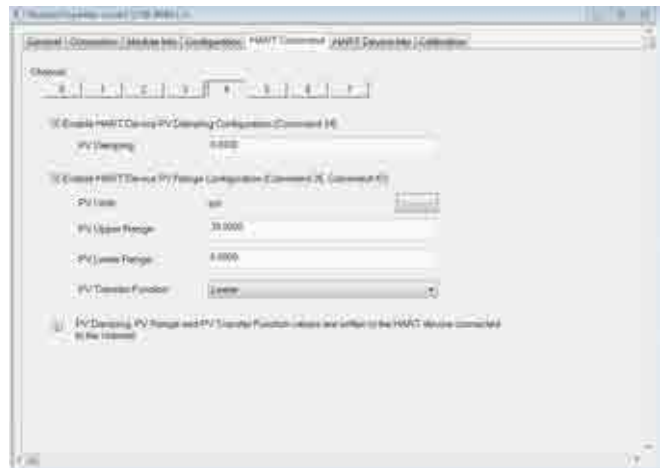 General Connection Module Info Configuration HART Command HART Device Info Calibration
Channel
0 1 2 3 4 5 6 7
Enable HART Device PV Damping Configuration (Command 34)
PV Damping: 0.0000
Enable HART Device PV Range Configuration (Command 35, Command 47)
PV Units:
PV Upper Range:
PV Lower Range: 0.0000
PV Transfer Function: Linear
PV Damping, PV Range and PV Transfer Function values are written to the HART device connected
to the channel.